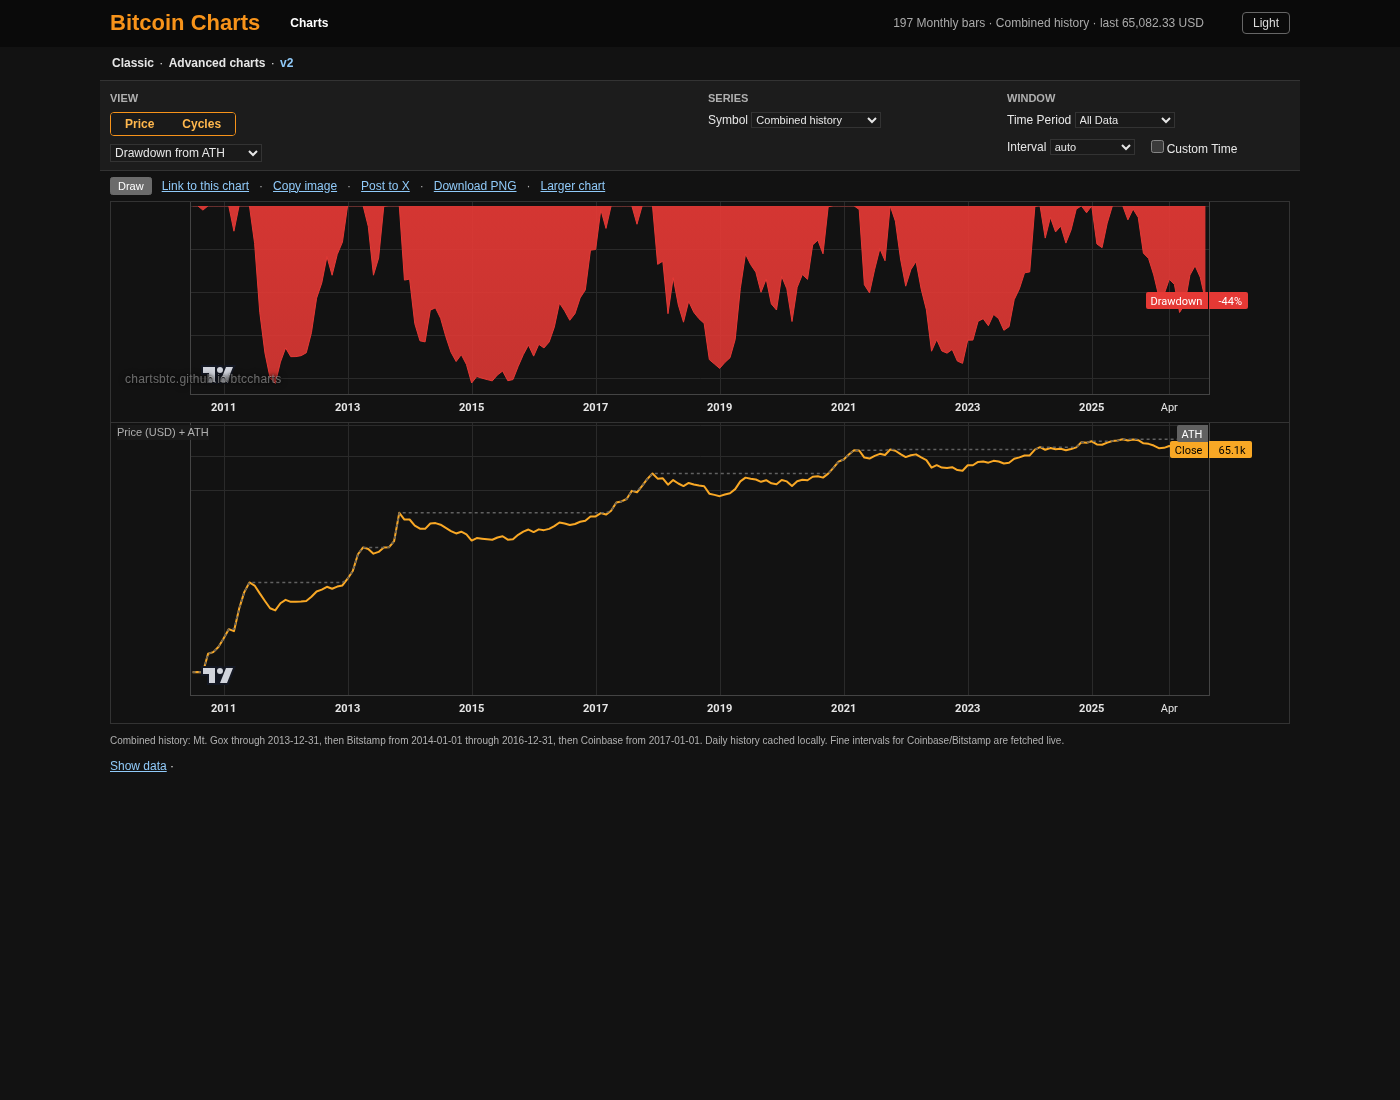 Bitcoin Charts
Charts
197 Monthly bars · Combined history · last 65,082.33 USD
Light
Classic · Advanced charts · v2
VIEW
Price Cycles
Drawdown from ATH
SERIES
Symbol Combined history
WINDOW
Time Period All Data
Interval auto Custom Time
Draw Link to this chart · Copy image · Post to X · Download PNG · Larger chart
Drawdown -44%
chartsbtc.github.io/btccharts
2011 2013 2015 2017 2019 2021 2023 2025 Apr
Price (USD) + ATH
ATH
Close 65.1k
2011 2013 2015 2017 2019 2021 2023 2025 Apr
Combined history: Mt. Gox through 2013-12-31, then Bitstamp from 2014-01-01 through 2016-12-31, then Coinbase from 2017-01-01. Daily history cached locally. Fine intervals for Coinbase/Bitstamp are fetched live.
Show data ·